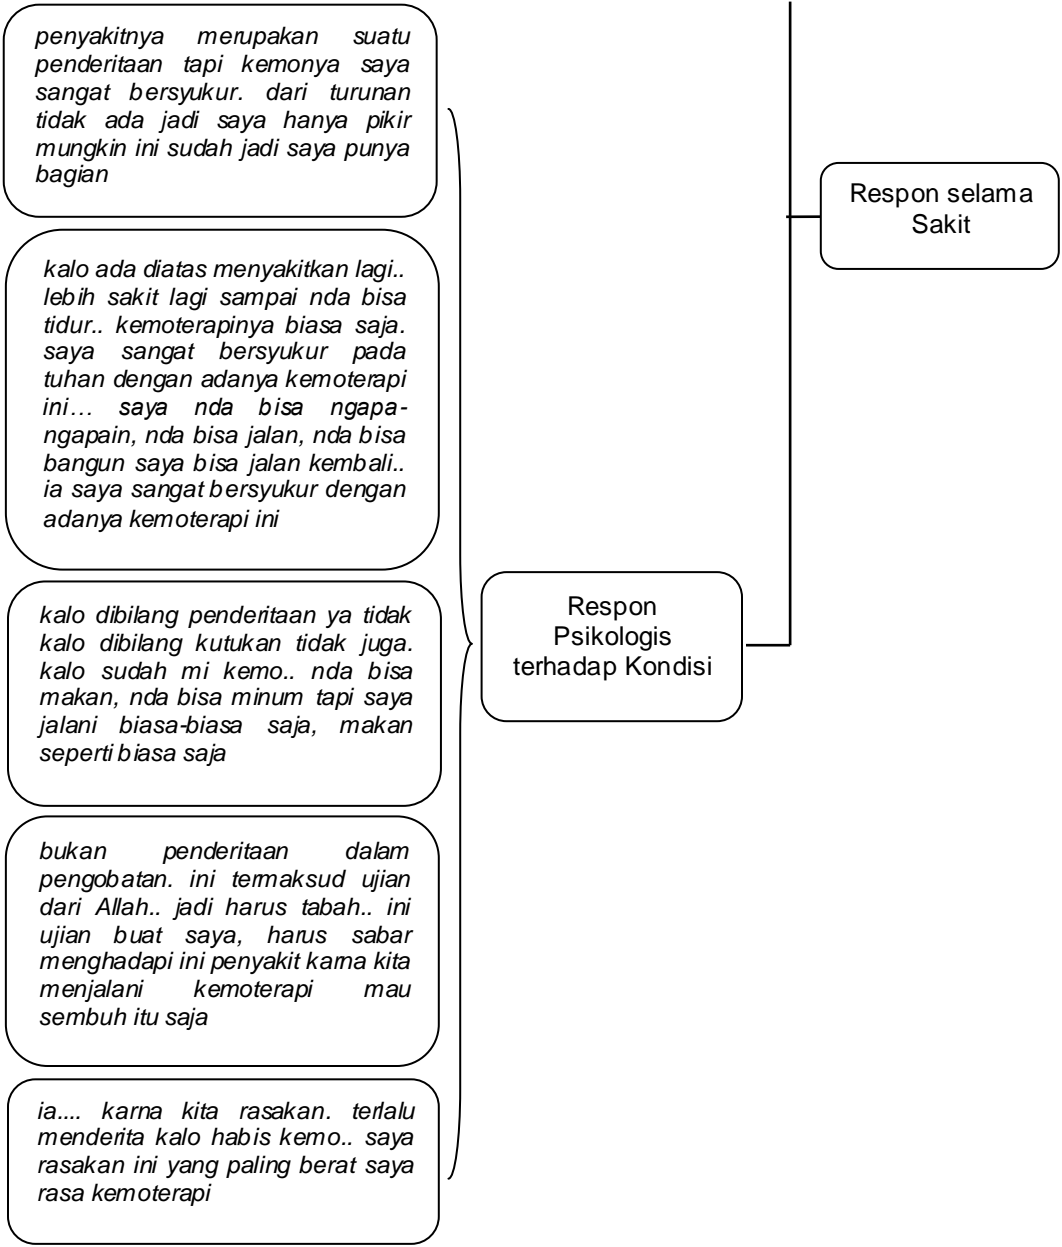 penyakitnya merupakan suatu
penderitaan tapi kemonya saya
sangat bersyukur. dari turunan
tidak ada jadi saya hanya pikir
mungkin ini sudah jadi saya punya
bagian
Respon selama
Sakit
kalo ada diatas menyakitkan lagi..
lebih sakit lagi sampai nda bisa
tidur.. kemoterapinya biasa saja.
saya sangat bersyukur pada
tuhan dengan adanya kemoterapi
ini… saya nda bisa ngapa-
ngapain, nda bisa jalan, nda bisa
bangun saya bisa jalan kembali..
ia saya sangat bersyukur dengan
adanya kemoterapi ini
kalo dibilang penderitaan ya tidak
kalo dibilang kutukan tidak juga.
kalo sudah mi kemo.. nda bisa
makan, nda bisa minum tapi saya
jalani biasa-biasa saja, makan
seperti biasa saja
Respon
Psikologis
terhadap Kondisi
bukan penderitaan dalam
pengobatan. ini termaksud ujian
dari Allah.. jadi harus tabah.. ini
ujian buat saya, harus sabar
menghadapi ini penyakit karna kita
menjalani kemoterapi mau
sembuh itu saja
ia.... karna kita rasakan. terlalu
menderita kalo habis kemo.. saya
rasakan ini yang paling berat saya
rasa kemoterapi